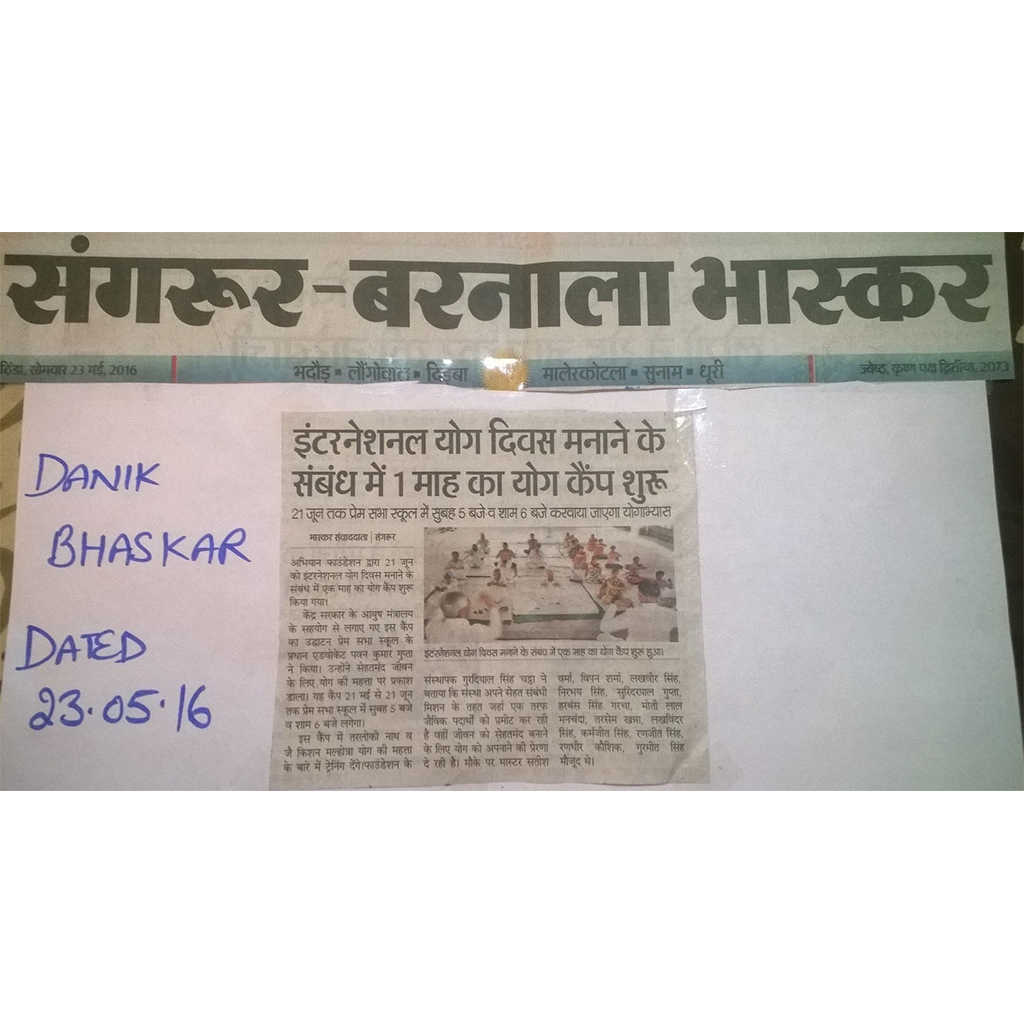 संगरूर-बरनाला भास्कर
ठिंडा, सोमवार 23 मई, 2016
भदौड़ ▪ लौंगोवाल ▪ दिड़बा
मालेरकोटला ▪ सुनाम ▪ धूरी
ज्येष्ठ, कृष्ण पक्ष द्वितीया, 2073
DANIK
BHASKAR
DATED
23.05.16
इंटरनेशनल योग दिवस मनाने के
संबंध में 1 माह का योग कैंप शुरू
21 जून तक प्रेम सभा स्कूल में सुबह 5 बजे व शाम 6 बजे करवाया जाएगा योगाभ्यास
भास्कर संवाददाता | संगरूर
अभियान फाउंडेशन द्वारा 21 जून
को इंटरनेशनल योग दिवस मनाने के
संबंध में एक माह का योग कैंप शुरू
किया गया।
केंद्र सरकार के आयुष मंत्रालय
के सहयोग से लगाए गए इस कैंप
का उद्घाटन प्रेम सभा स्कूल के
प्रधान एडवोकेट पवन कुमार गुप्ता
ने किया। उन्होंने सेहतमंद जीवन
के लिए योग की महत्ता पर प्रकाश
डाला। यह कैंप 21 मई से 21 जून
तक प्रेम सभा स्कूल में सुबह 5 बजे
व शाम 6 बजे लगेगा।
इस कैंप में तरलोकी नाथ व
जै किशन मल्होत्रा योग की महत्ता
के बारे में ट्रेनिंग देंगे।फाउंडेशन के
इंटरनेशनल योग दिवस मनाने के संबंध में एक माह का योग कैंप शुरू हुआ।
संस्थापक गुरदियाल सिंह चट्ठा ने
बताया कि संस्था अपने सेहत संबंधी
मिशन के तहत जहां एक तरफ
जैविक पदार्थों को प्रमोट कर रही
है वहीं जीवन को सेहतमंद बनाने
के लिए योग को अपनाने की प्रेरणा
दे रही है। मौके पर मास्टर सतीश
वर्मा, विपन शर्मा, लखवीर सिंह,
निरभय सिंह, सुरिंदरपाल गुप्ता,
हरबंस सिंह गरचा, मोती लाल
मनचंदा, तरसेम खन्ना, लखविंदर
सिंह, कर्मजीत सिंह, रणजीत सिंह,
रणधीर कौशिक, गुरमीत सिंह
मौजूद थे।